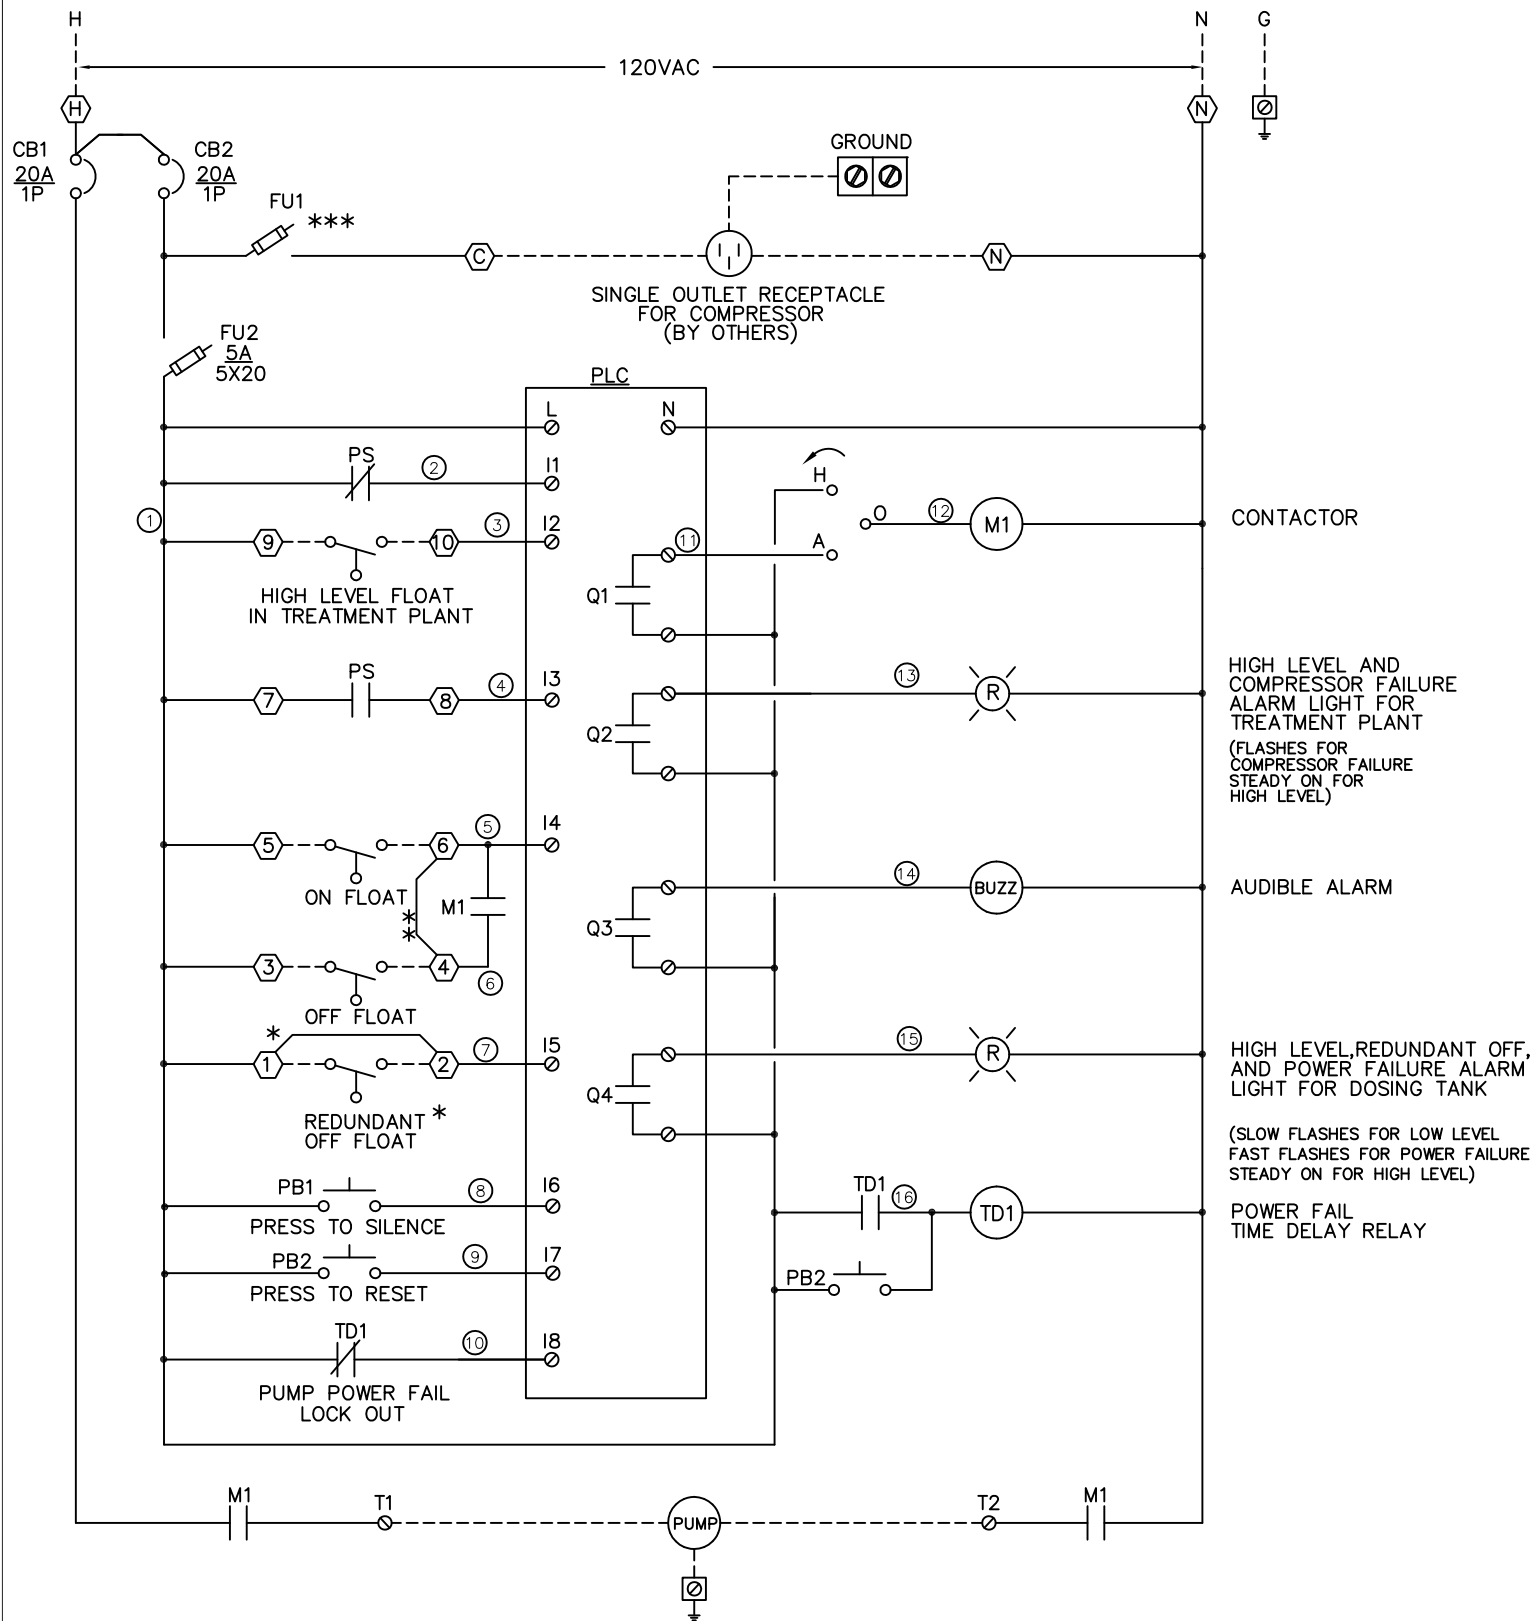 H
N
G
120VAC
H
N
CB1
20A
1P
CB2
20A
1P
GROUND
FU1
***
C
N
SINGLE OUTLET RECEPTACLE
FOR COMPRESSOR
(BY OTHERS)
FU2
5A
5X20
PLC
L
N
PS
2
I1
H
1
9
10
3
I2
11
A
O
12
M1
CONTACTOR
HIGH LEVEL FLOAT
IN TREATMENT PLANT
Q1
7
PS
8
4
I3
Q2
13
R
HIGH LEVEL AND
COMPRESSOR FAILURE
ALARM LIGHT FOR
TREATMENT PLANT
(FLASHES FOR
COMPRESSOR FAILURE
STEADY ON FOR
HIGH LEVEL)
5
6
5
I4
ON FLOAT
**
M1
14
BUZZ
AUDIBLE ALARM
Q3
3
4
6
OFF FLOAT
*
1
2
7
I5
REDUNDANT *
OFF FLOAT
Q4
15
R
HIGH LEVEL,REDUNDANT OFF,
AND POWER FAILURE ALARM
LIGHT FOR DOSING TANK
(SLOW FLASHES FOR LOW LEVEL
FAST FLASHES FOR POWER FAILURE
STEADY ON FOR HIGH LEVEL)
PB1
8
I6
PRESS TO SILENCE
TD1
16
TD1
POWER FAIL
TIME DELAY RELAY
PB2
9
I7
PRESS TO RESET
PB2
TD1
10
I8
PUMP POWER FAIL
LOCK OUT
M1
T1
PUMP
T2
M1